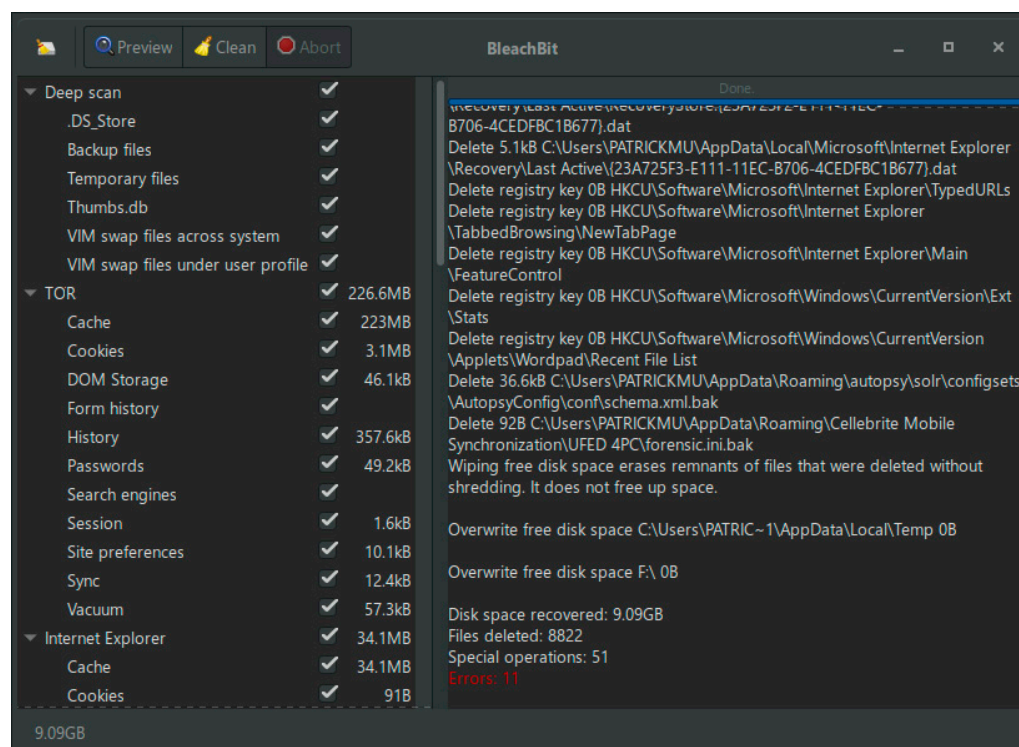 Preview
Clean
Abort
BleachBit
Deep scan
.DS_Store
Backup files
Temporary files
Thumbs.db
VIM swap files across system
VIM swap files under user profile
TOR 226.6MB
Cache 223MB
Cookies 3.1MB
DOM Storage 46.1kB
Form history
History 357.6kB
Passwords 49.2kB
Search engines
Session 1.6kB
Site preferences 10.1kB
Sync 12.4kB
Vacuum 57.3kB
Internet Explorer 34.1MB
Cache 34.1MB
Cookies 91B
9.09GB
Done.
\Recovery\Last Active\RecoveryStore.{23A725F2-E111-11EC-
B706-4CEDFBC1B677}.dat
Delete 5.1kB C:\Users\PATRICKMU\AppData\Local\Microsoft\Internet Explorer
\Recovery\Last Active\{23A725F3-E111-11EC-B706-4CEDFBC1B677}.dat
Delete registry key 0B HKCU\Software\Microsoft\Internet Explorer\TypedURLs
Delete registry key 0B HKCU\Software\Microsoft\Internet Explorer
\TabbedBrowsing\NewTabPage
Delete registry key 0B HKCU\Software\Microsoft\Internet Explorer\Main
\FeatureControl
Delete registry key 0B HKCU\Software\Microsoft\Windows\CurrentVersion\Ext
\Stats
Delete registry key 0B HKCU\Software\Microsoft\Windows\CurrentVersion
\Applets\Wordpad\Recent File List
Delete 36.6kB C:\Users\PATRICKMU\AppData\Roaming\autopsy\solr\configsets
\AutopsyConfig\conf\schema.xml.bak
Delete 92B C:\Users\PATRICKMU\AppData\Roaming\Cellebrite Mobile
Synchronization\UFED 4PC\forensic.ini.bak
Wiping free disk space erases remnants of files that were deleted without
shredding. It does not free up space.
Overwrite free disk space C:\Users\PATRIC~1\AppData\Local\Temp 0B
Overwrite free disk space F:\ 0B
Disk space recovered: 9.09GB
Files deleted: 8822
Special operations: 51
Errors: 11